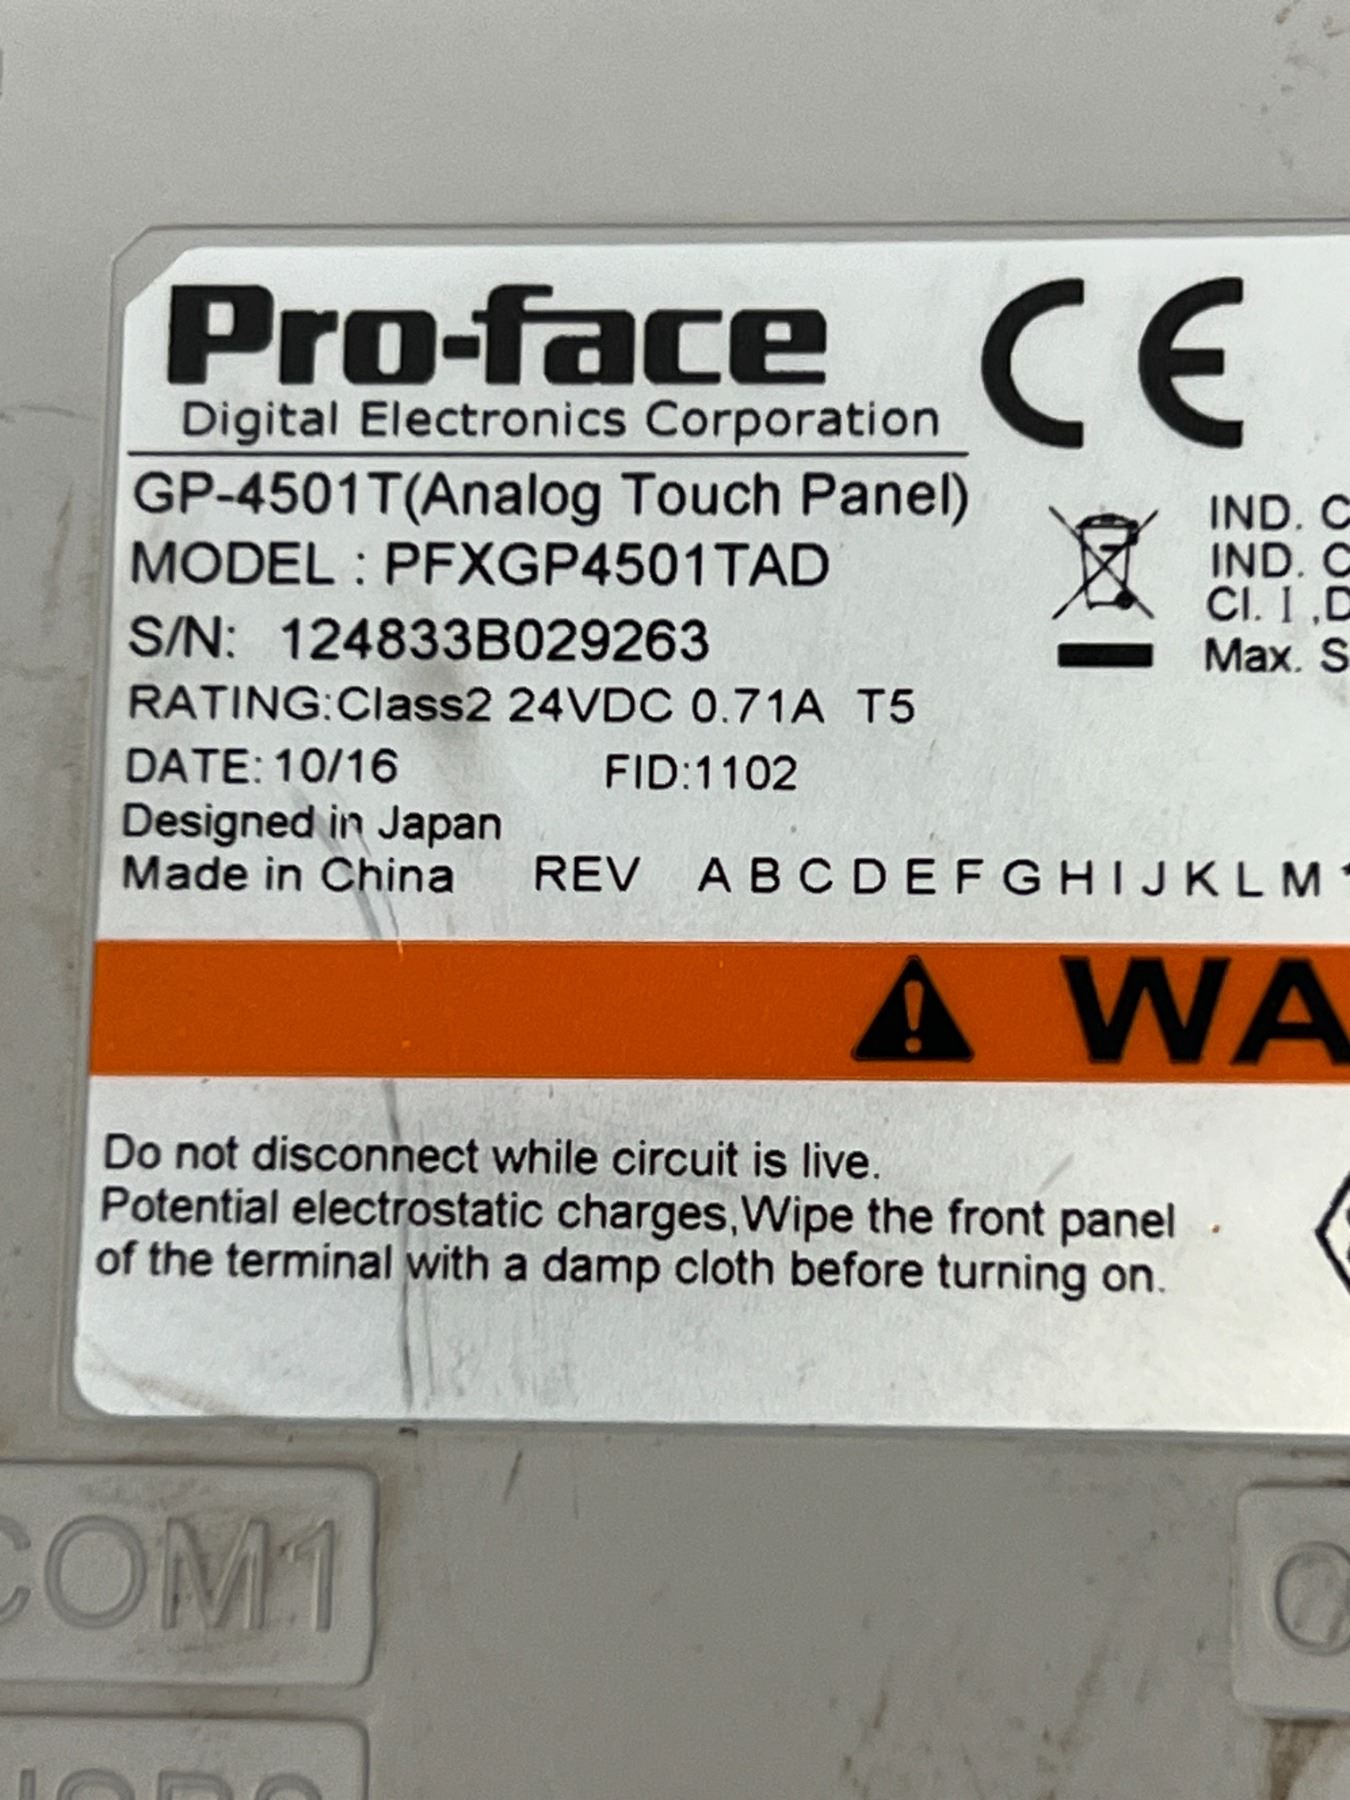 Pro-face
CE
Digital Electronics Corporation
GP-4501T(Analog Touch Panel)
MODEL : PFXGP4501TAD
S/N: 124833B029263
RATING:Class2 24VDC 0.71A T5
DATE: 10/16 FID:1102
Designed in Japan
Made in China REV A B C D E F G H I J K L M
IND. C
IND. C
Cl. I ,D
Max. S
WA
Do not disconnect while circuit is live.
Potential electrostatic charges,Wipe the front panel
of the terminal with a damp cloth before turning on.
COM1